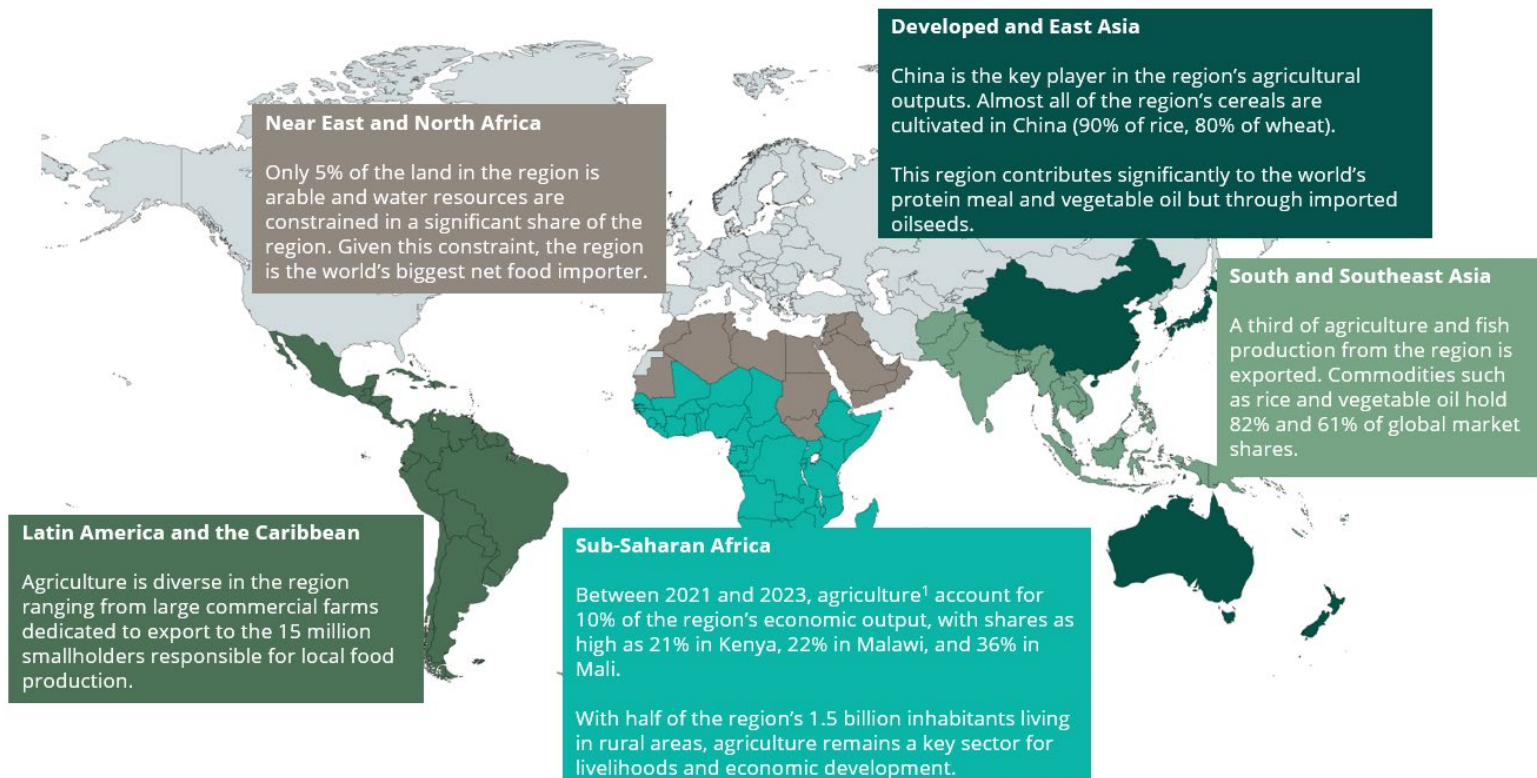 Developed and East Asia
China is the key player in the region's agricultural
outputs. Almost all of the region's cereals are
cultivated in China (90% of rice, 80% of wheat).
This region contributes significantly to the world's
protein meal and vegetable oil but through imported
oilseeds.
Near East and North Africa
Only 5% of the land in the region is
arable and water resources are
constrained in a significant share of the
region. Given this constraint, the region
is the world's biggest net food importer.
South and Southeast Asia
A third of agriculture and fish
production from the region is
exported. Commodities such
as rice and vegetable oil hold
82% and 61% of global market
shares.
Latin America and the Caribbean
Agriculture is diverse in the region
ranging from large commercial farms
dedicated to export to the 15 million
smallholders responsible for local food
production.
Sub-Saharan Africa
Between 2021 and 2023, agriculture¹ account for
10% of the region's economic output, with shares as
high as 21% in Kenya, 22% in Malawi, and 36% in
Mali.
With half of the region's 1.5 billion inhabitants living
in rural areas, agriculture remains a key sector for
livelihoods and economic development.